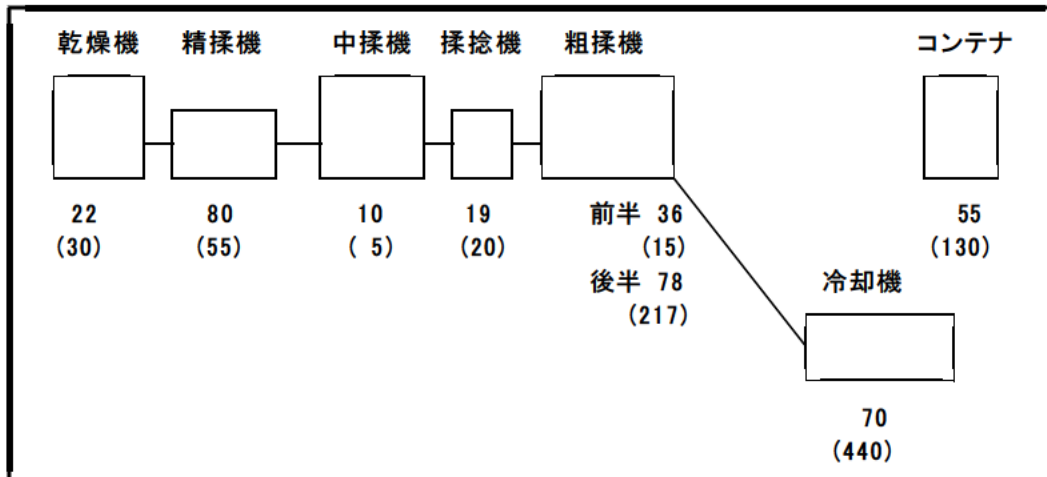 乾燥機 精揉機 中揉機 揉捻機 粗揉機 コンテナ
22 80 10 19 前半 36 55
(30) (55) ( 5) (20) (15) (130)
後半 78 冷却機
(217)
70
(440)